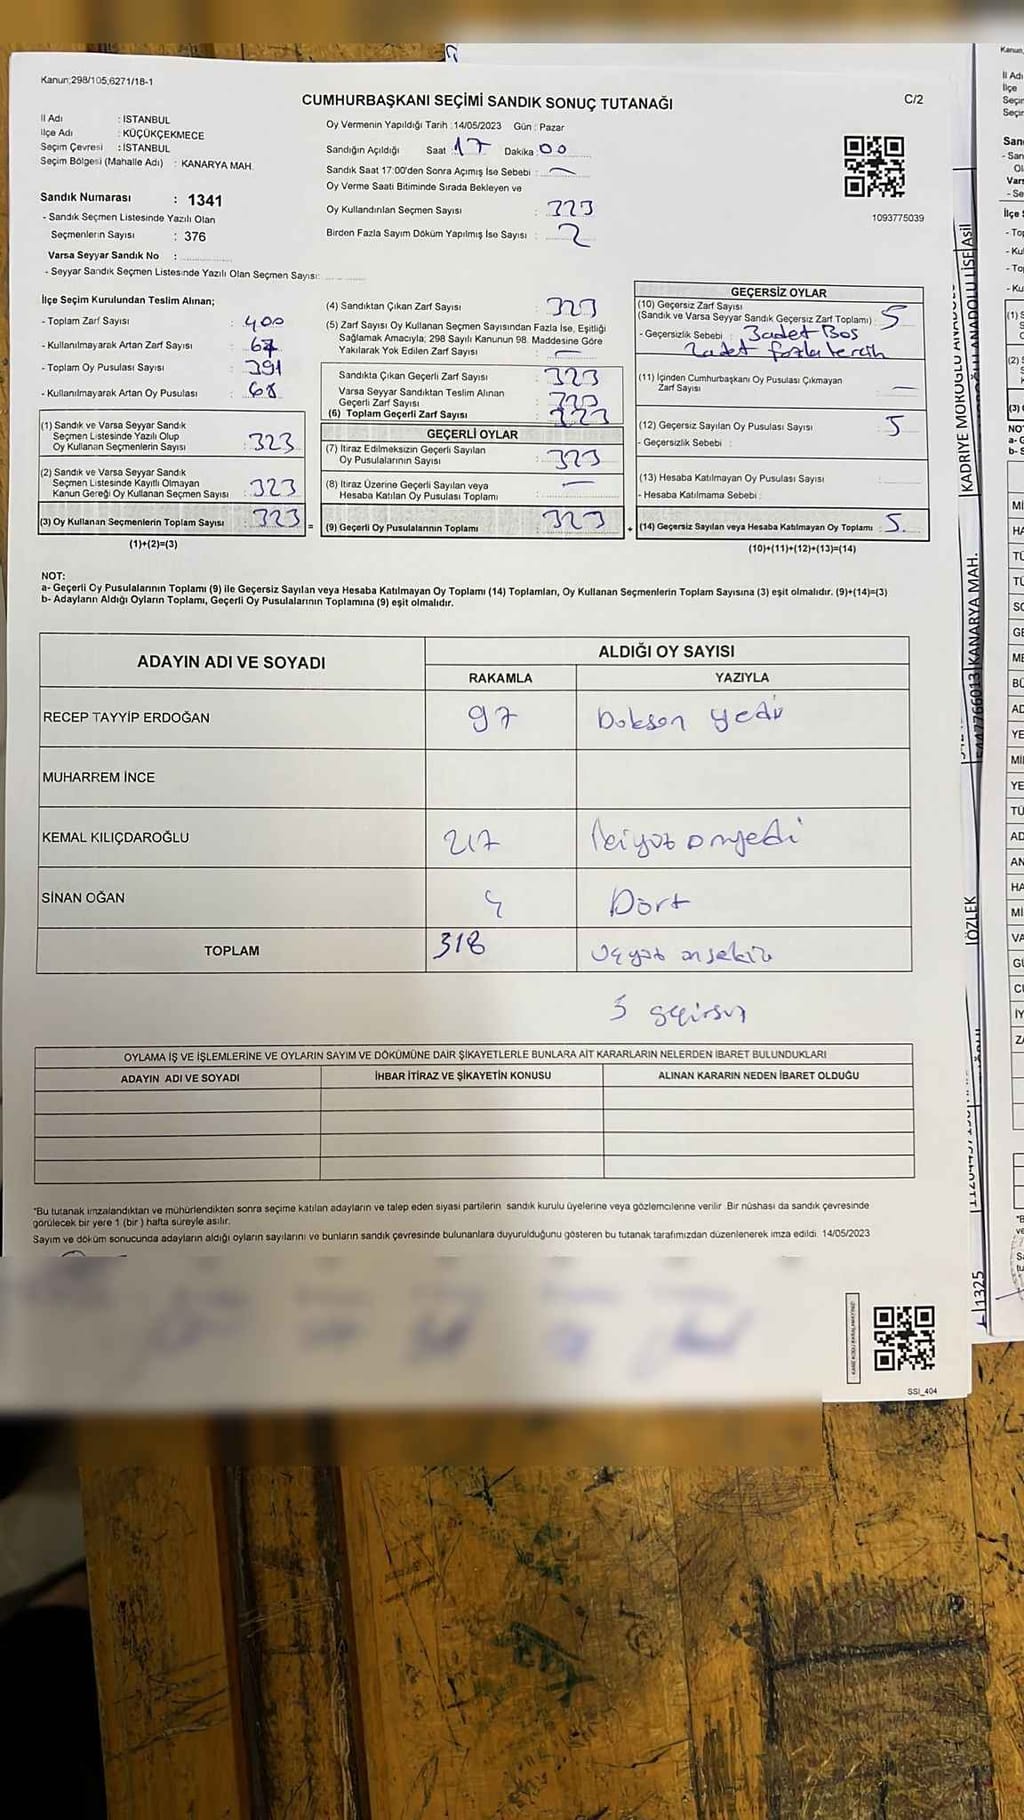 Kanun;298/105,6271/18-1
CUMHURBAŞKANI SEÇİMİ SANDIK SONUÇ TUTANAĞI
C/2
İl Adı : İSTANBUL
İlçe Adı : KÜÇÜKÇEKMECE
Seçim Çevresi : İSTANBUL
Seçim Bölgesi (Mahalle Adı) : KANARYA MAH.
Sandık Numarası : 1341
- Sandık Seçmen Listesinde Yazılı Olan
Seçmenlerin Sayısı : 376
Varsa Seyyar Sandık No :
- Seyyar Sandık Seçmen Listesinde Yazılı Olan Seçmen Sayısı:
Oy Vermenin Yapıldığı Tarih :14/05/2023 Gün : Pazar
Sandığın Açıldığı Saat 17 Dakika 00
Sandık Saat 17:00'den Sonra Açımış İse Sebebi :
Oy Verme Saati Bitiminde Sırada Bekleyen ve
Oy Kullandırılan Seçmen Sayısı : 323
Birden Fazla Sayım Döküm Yapılmış İse Sayısı : 2
1093775039
İlçe Seçim Kurulundan Teslim Alınan;
- Toplam Zarf Sayısı : 400
- Kullanılmayarak Artan Zarf Sayısı : 67
- Toplam Oy Pusulası Sayısı : 391
- Kullanılmayarak Artan Oy Pusulası : 68
(1) Sandık ve Varsa Seyyar Sandık
Seçmen Listesinde Yazılı Olup
Oy Kullanan Seçmenlerin Sayısı : 323
(2) Sandık ve Varsa Seyyar Sandık
Seçmen Listesinde Kayıtlı Olmayan
Kanun Gereği Oy Kullanan Seçmen Sayısı : 323
(3) Oy Kullanan Seçmenlerin Toplam Sayısı : 323 =
(1)+(2)=(3)
(4) Sandıktan Çıkan Zarf Sayısı : 323
(5) Zarf Sayısı Oy Kullanan Seçmen Sayısından Fazla İse, Eşitliği
Sağlamak Amacıyla; 298 Sayılı Kanunun 98. Maddesine Göre
Yakılarak Yok Edilen Zarf Sayısı :
Sandıkta Çıkan Geçerli Zarf Sayısı : 323
Varsa Seyyar Sandıktan Teslim Alınan
Geçerli Zarf Sayısı : 323
(6) Toplam Geçerli Zarf Sayısı : 323
GEÇERLİ OYLAR
(7) İtiraz Edilmeksizin Geçerli Sayılan
Oy Pusulalarının Sayısı : 323
(8) İtiraz Üzerine Geçerli Sayılan veya
Hesaba Katılan Oy Pusulası Toplamı :
(9) Geçerli Oy Pusulalarının Toplamı : 323 +
GEÇERSİZ OYLAR
(10) Geçersiz Zarf Sayısı
(Sandık ve Varsa Seyyar Sandık Geçersiz Zarf Toplamı) : 5
- Geçersizlik Sebebi : 3adet Boş
2adet fazla tercih
(11) İçinden Cumhurbaşkanı Oy Pusulası Çıkmayan
Zarf Sayısı :
(12) Geçersiz Sayılan Oy Pusulası Sayısı : 5
- Geçersizlik Sebebi :
(13) Hesaba Katılmayan Oy Pusulası Sayısı :
- Hesaba Katılmama Sebebi :
(14) Geçersiz Sayılan veya Hesaba Katılmayan Oy Toplamı : 5.
(10)+(11)+(12)+(13)=(14)
NOT:
a- Geçerli Oy Pusulalarının Toplamı (9) ile Geçersiz Sayılan veya Hesaba Katılmayan Oy Toplamı (14) Toplamları, Oy Kullanan Seçmenlerin Toplam Sayısına (3) eşit olmalıdır. (9)+(14)=(3)
b- Adayların Aldığı Oyların Toplamı, Geçerli Oy Pusulalarının Toplamına (9) eşit olmalıdır.
ADAYIN ADI VE SOYADI
ALDIĞI OY SAYISI
RAKAMLA YAZIYLA
RECEP TAYYİP ERDOĞAN 97 Doksan yedi
MUHARREM İNCE
KEMAL KILIÇDAROĞLU 217 İkiyüz onyedi
SİNAN OĞAN 4 Dört
TOPLAM 318 Üçyüz onsekiz
5 geçirsiz
OYLAMA İŞ VE İŞLEMLERİNE VE OYLARIN SAYIM VE DÖKÜMÜNE DAİR ŞİKAYETLERLE BUNLARA AİT KARARLARIN NELERDEN İBARET BULUNDUKLARI
ADAYIN ADI VE SOYADI İHBAR İTİRAZ VE ŞİKAYETİN KONUSU ALINAN KARARIN NEDEN İBARET OLDUĞU
*Bu tutanak imzalandıktan ve mühürlendikten sonra seçime katılan adayların ve talep eden siyasi partilerin sandık kurulu üyelerine veya gözlemcilerine verilir. Bir nüshası da sandık çevresinde
görülecek bir yere 1 (bir ) hafta süreyle asılır.
Sayım ve döküm sonucunda adayların aldığı oyların sayılarını ve bunların sandık çevresinde bulunanlara duyurulduğunu gösteren bu tutanak tarafımızdan düzenlenerek imza edildi. 14/05/2023
SSI_404
KANARYA MAH.
1325